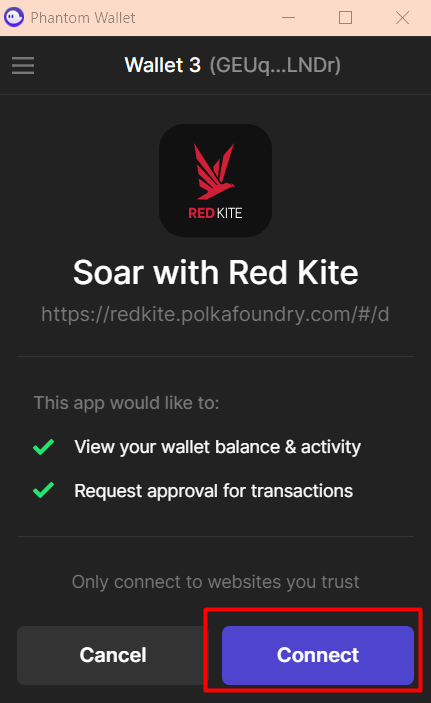 Phantom Wallet
Wallet 3 (GEUq...LNDr)
RED KITE
Soar with Red Kite
https://redkite.polkafoundry.com/#/d
This app would like to:
View your wallet balance & activity
Request approval for transactions
Only connect to websites you trust
Cancel Connect